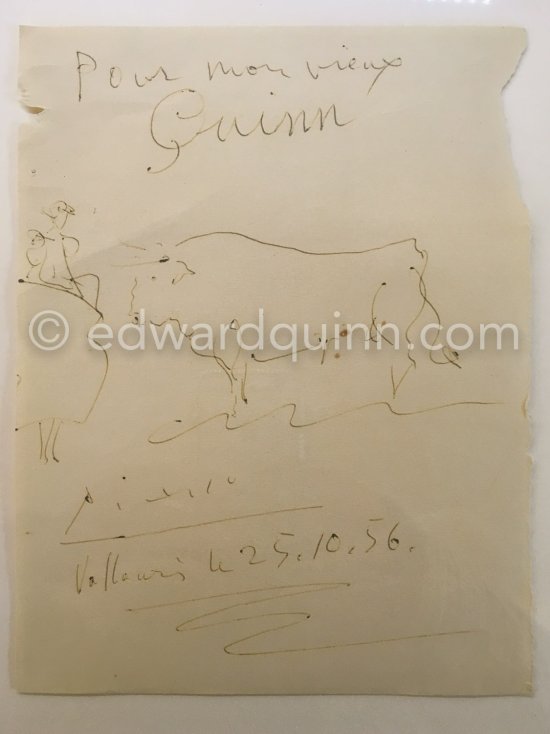 Pour mon vieux
Quinn
© edwardquinn.com
Picasso
Vallauris le 25.10.56.